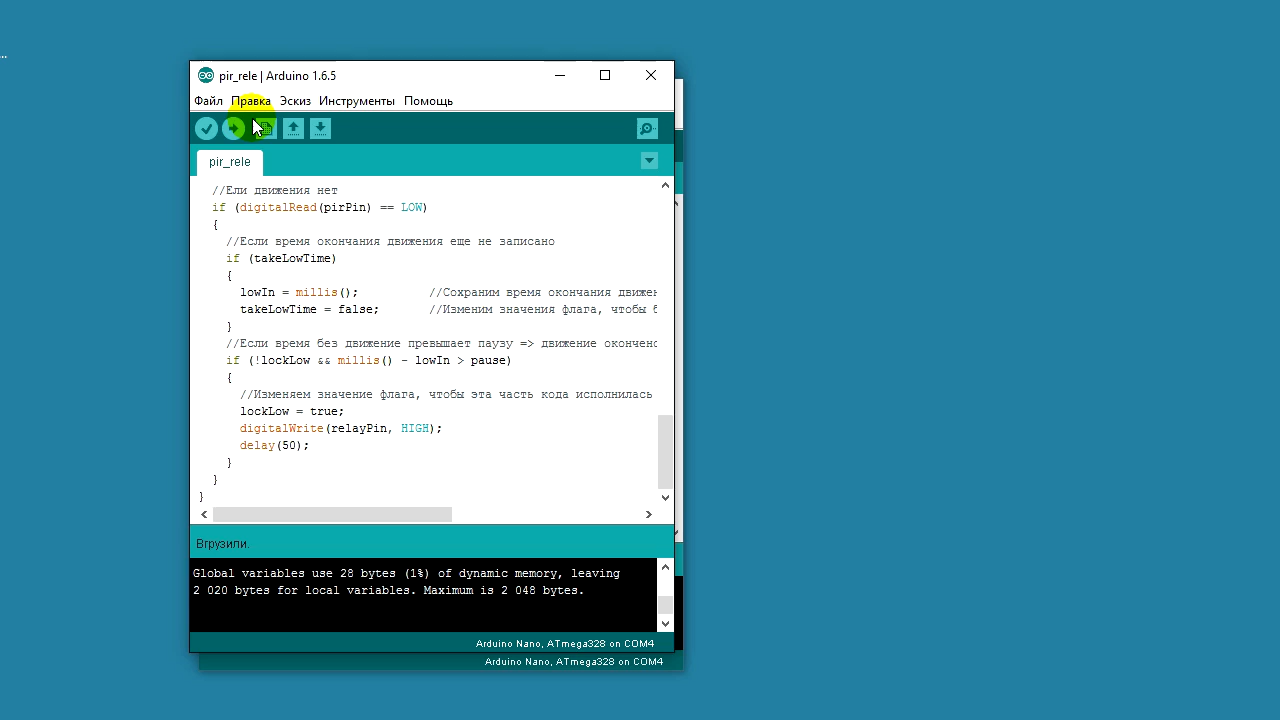 ...
pir_rele | Arduino 1.6.5
Файл Правка Эскиз Инструменты Помощь
pir_rele
//Ели движения нет
if (digitalRead(pirPin) == LOW)
{
//Если время окончания движения еще не записано
if (takeLowTime)
{
lowIn = millis(); //Сохраним время окончания движен
takeLowTime = false; //Изменим значения флага, чтобы б
}
//Если время без движение превышает паузу => движение окончено
if (!lockLow && millis() - lowIn > pause)
{
//Изменяем значение флага, чтобы эта часть кода исполнилась
lockLow = true;
digitalWrite(relayPin, HIGH);
delay(50);
}
}
}
Вгрузили.
Global variables use 28 bytes (1%) of dynamic memory, leaving
2 020 bytes for local variables. Maximum is 2 048 bytes.
Arduino Nano, ATmega328 on COM4
Arduino Nano, ATmega328 on COM4